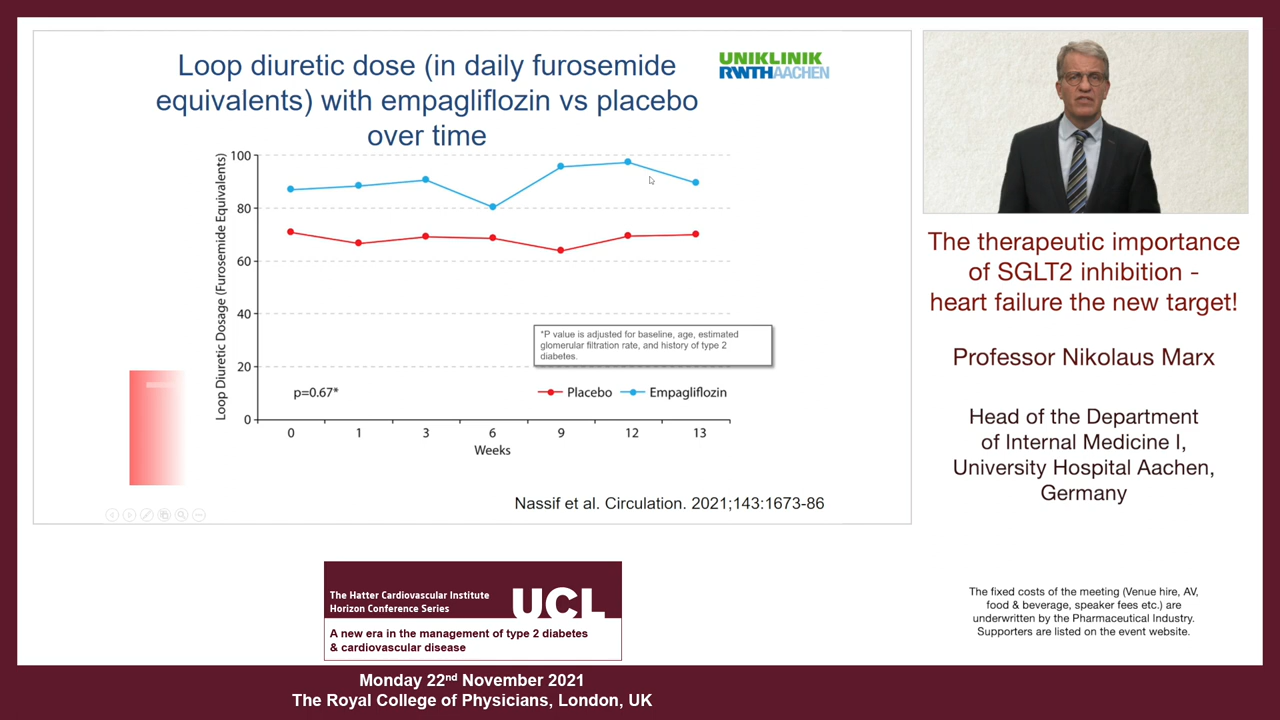 Loop diuretic dose (in daily furosemide
equivalents) with empagliflozin vs placebo
over time
UNIKLINIK
RWTHAACHEN
Loop Diuretic Dosage (Furosemide Equivalents)
100
80
60
40
20
0
*P value is adjusted for baseline, age, estimated
glomerular filtration rate, and history of type 2
diabetes.
p=0.67*
Placebo
Empagliflozin
0 1 3 6 9 12 13
Weeks
Nassif et al. Circulation. 2021;143:1673-86
The therapeutic importance
of SGLT2 inhibition -
heart failure the new target!
Professor Nikolaus Marx
Head of the Department
of Internal Medicine I,
University Hospital Aachen,
Germany
The fixed costs of the meeting (Venue hire, AV,
food & beverage, speaker fees etc.) are
underwritten by the Pharmaceutical Industry.
Supporters are listed on the event website.
The Hatter Cardiovascular Institute
Horizon Conference Series
UCL
A new era in the management of type 2 diabetes
& cardiovascular disease
Monday 22nd November 2021
The Royal College of Physicians, London, UK